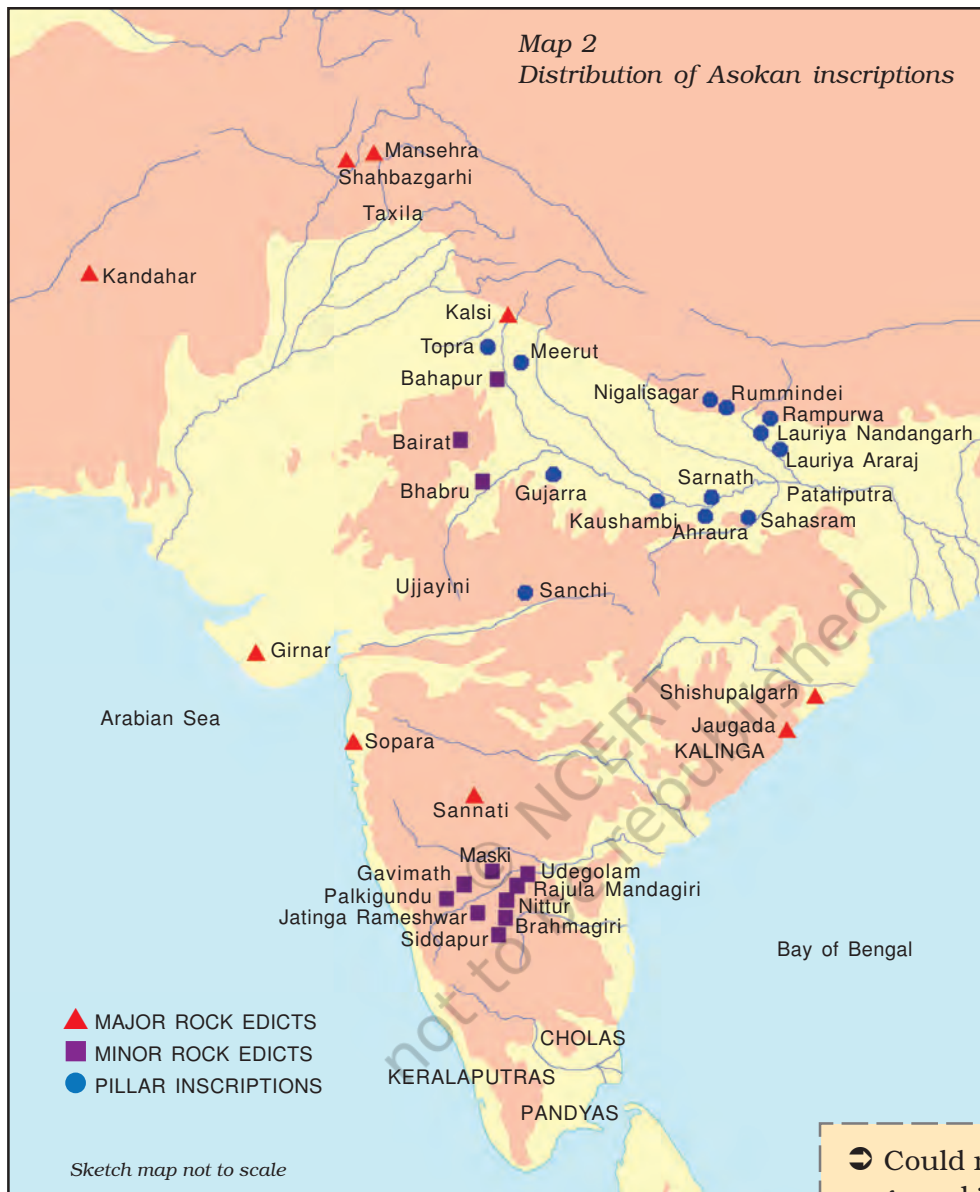 Map 2
Distribution of Asokan inscriptions
Mansehra
Shahbazgarhi
Taxila
Kandahar
Kalsi
Topra
Meerut
Bahapur
Nigalisagar
Rummindei
Rampurwa
Lauriya Nandangarh
Lauriya Araraj
Bairat
Bhabru
Gujarra
Sarnath
Pataliputra
Kaushambi
Ahraura
Sahasram
Ujjayini
Sanchi
Girnar
Shishupalgarh
Arabian Sea
Jaugada
KALINGA
Sopara
Sannati
Maski
Gavimath
Udegolam
Palkigundu
Rajula Mandagiri
Nittur
Jatinga Rameshwar
Brahmagiri
Siddapur
Bay of Bengal
MAJOR ROCK EDICTS
MINOR ROCK EDICTS
PILLAR INSCRIPTIONS
CHOLAS
KERALAPUTRAS
PANDYAS
Sketch map not to scale
© NCERT
not to be republished
➲ Could